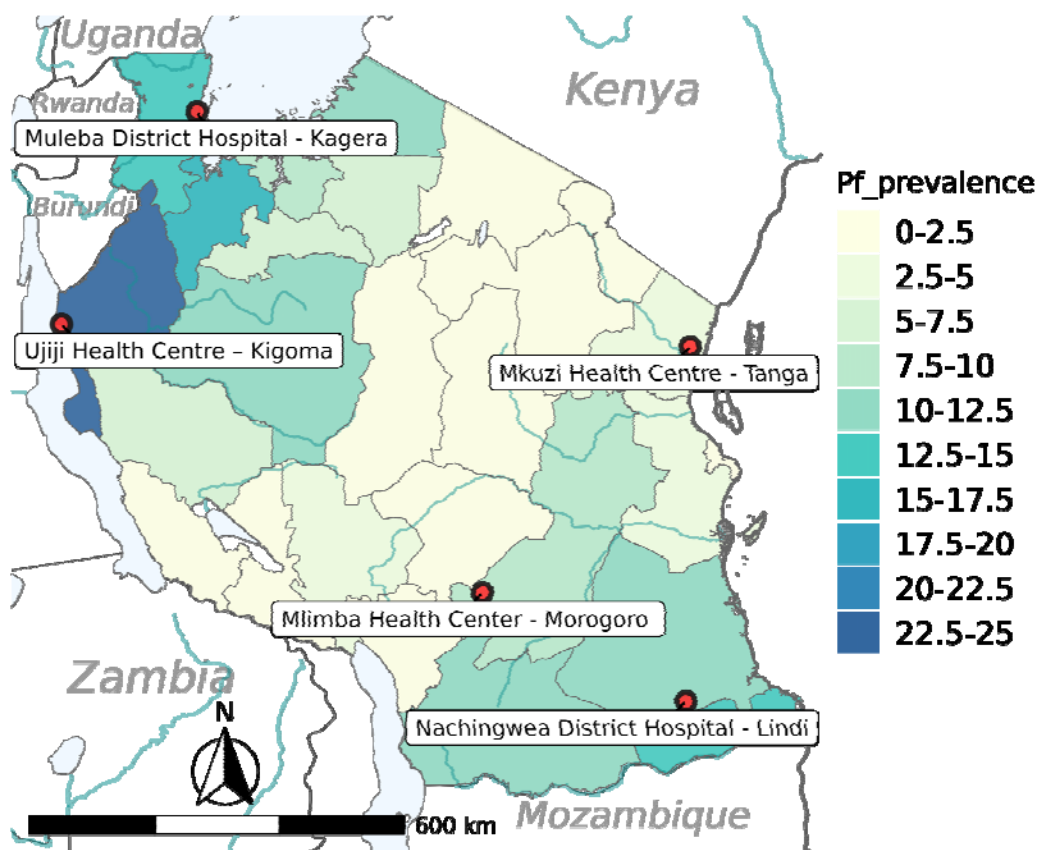 Uganda
Kenya
Rwanda
Muleba District Hospital - Kagera
Burundi
Ujiji Health Centre – Kigoma
Mkuzi Health Centre - Tanga
Mlimba Health Center - Morogoro
Zambia
N
Nachingwea District Hospital - Lindi
600 km
Mozambique
Pf_prevalence
0-2.5
2.5-5
5-7.5
7.5-10
10-12.5
12.5-15
15-17.5
17.5-20
20-22.5
22.5-25